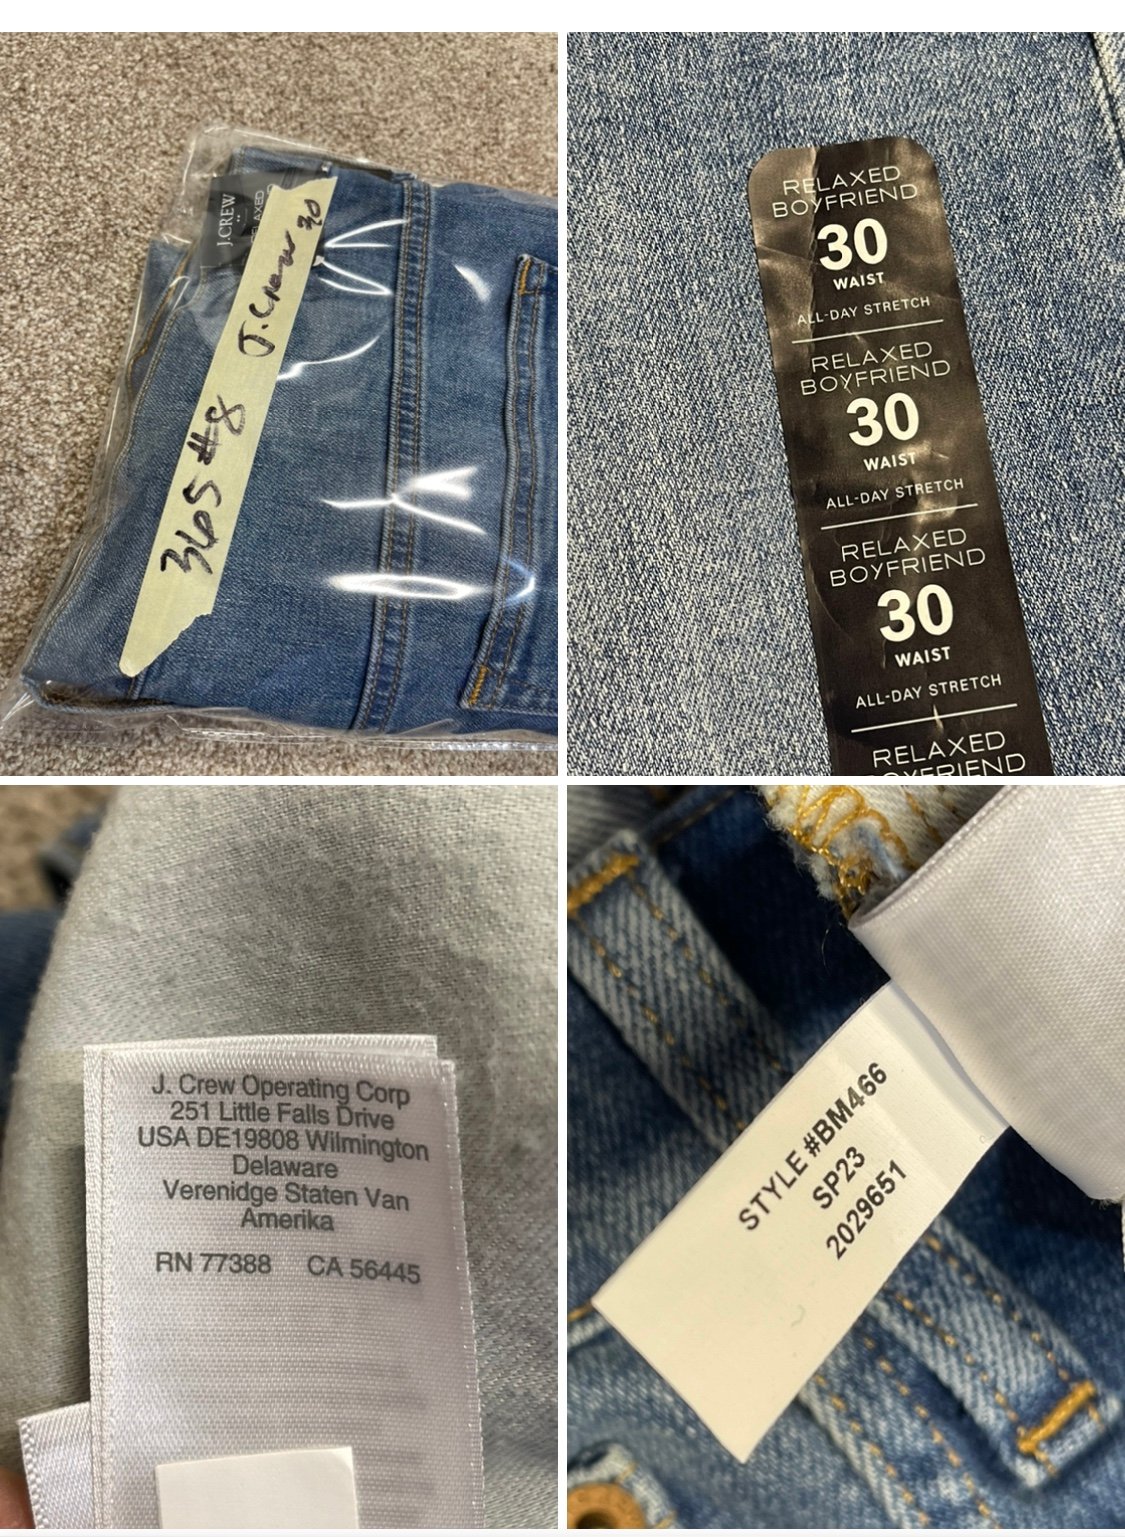 J.CREW
365 #8 J.Crew 30
RELAXED
BOYFRIEND
30
WAIST
ALL-DAY STRETCH
RELAXED
BOYFRIEND
30
WAIST
ALL-DAY STRETCH
RELAXED
BOYFRIEND
30
WAIST
ALL-DAY STRETCH
RELAXED
BOYFRIEND
J. Crew Operating Corp
251 Little Falls Drive
USA DE19808 Wilmington
Delaware
Verenidge Staten Van
Amerika
RN 77388 CA 56445
STYLE #BM466
SP23
2029651